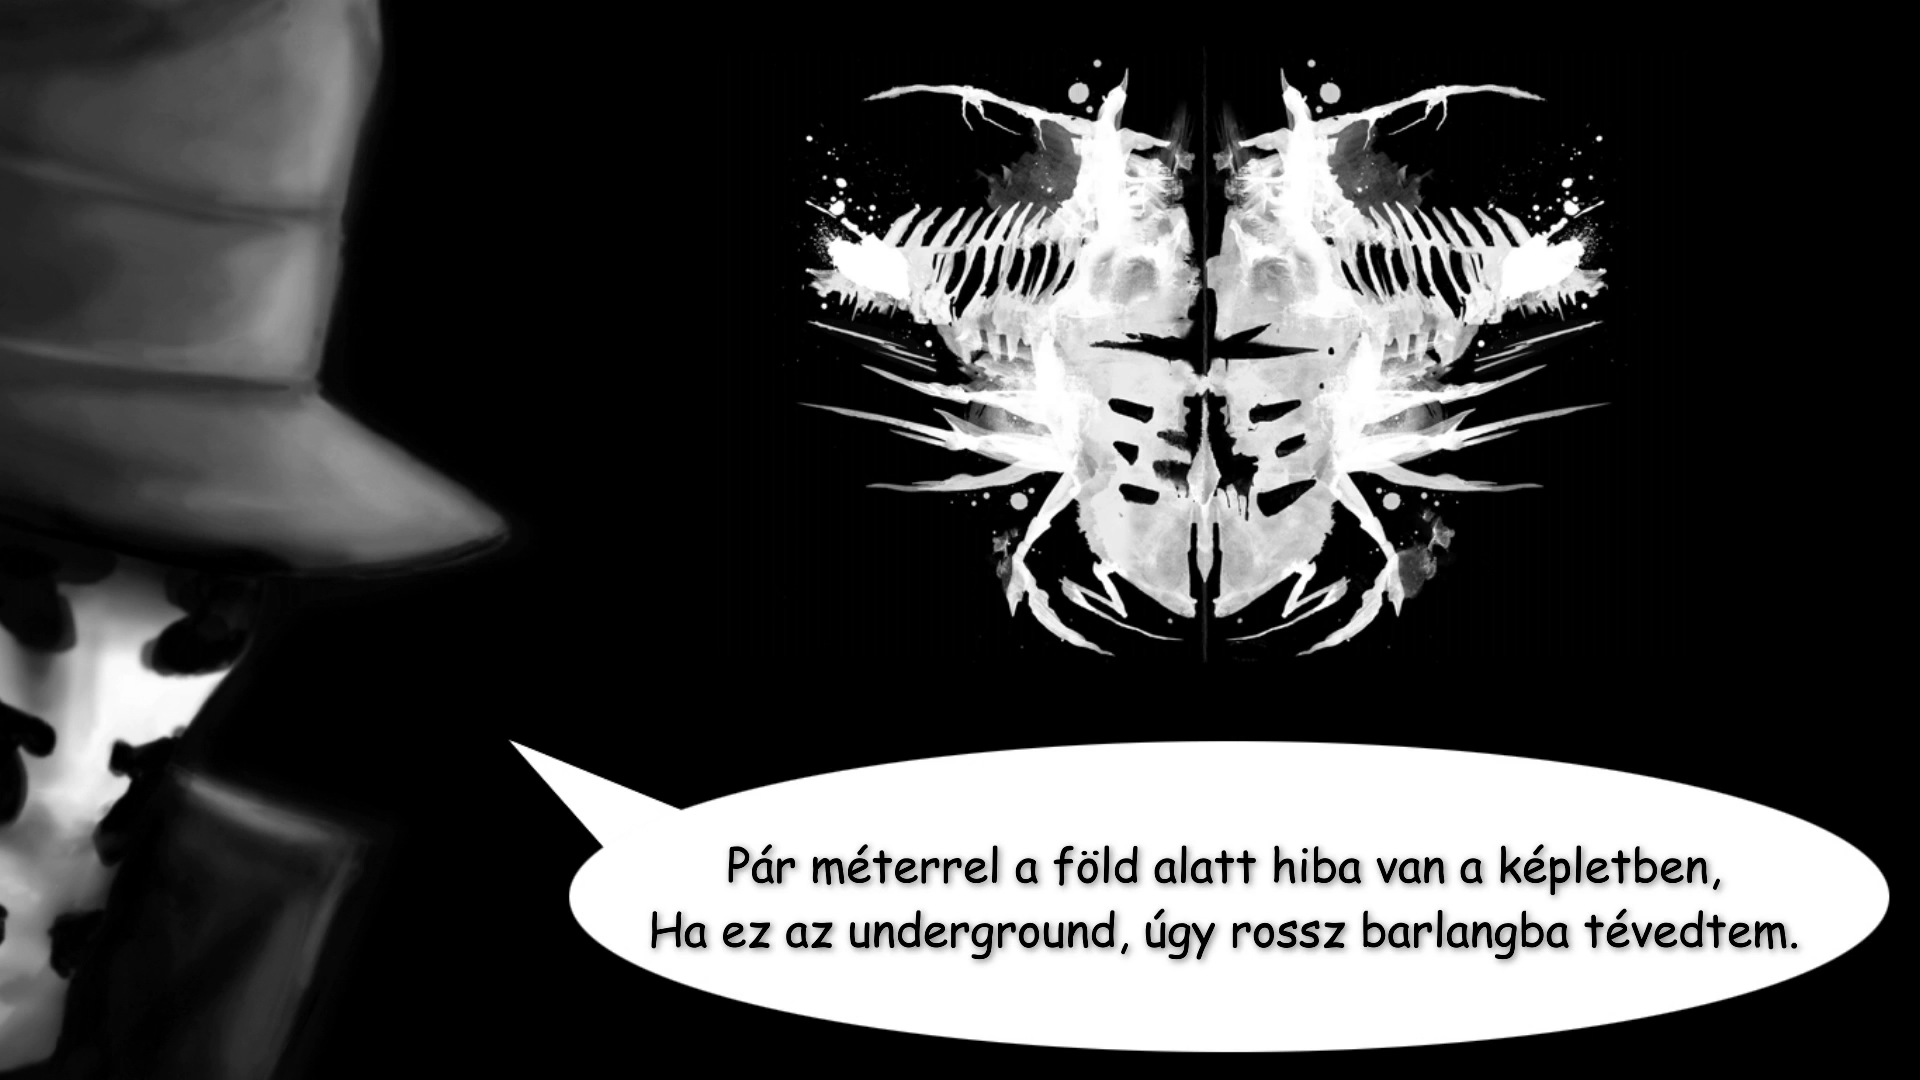 Pár méterrel a föld alatt hiba van a képletben,
Ha ez az underground, úgy rossz barlangba tévedtem.